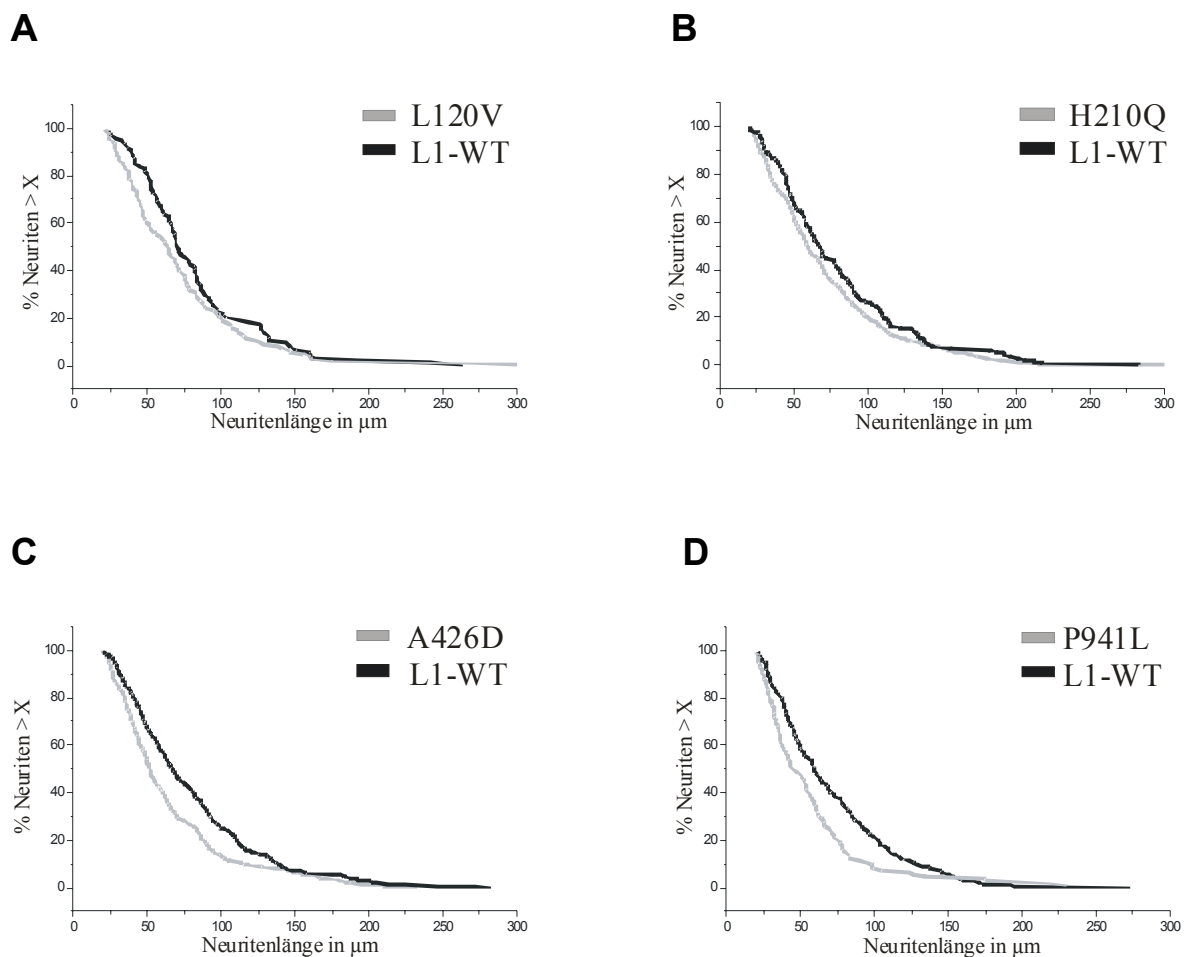 A
L120V
L1-WT
100
80
60
40
20
0
% Neuriten > X
0 50 100 150 200 250 300
Neuritenlänge in µm
B
H210Q
L1-WT
100
80
60
40
20
0
% Neuriten > X
0 50 100 150 200 250 300
Neuritenlänge in µm
C
A426D
L1-WT
100
80
60
40
20
0
% Neuriten > X
0 50 100 150 200 250 300
Neuritenlänge in µm
D
P941L
L1-WT
100
80
60
40
20
0
% Neuriten > X
0 50 100 150 200 250 300
Neuritenlänge in µm